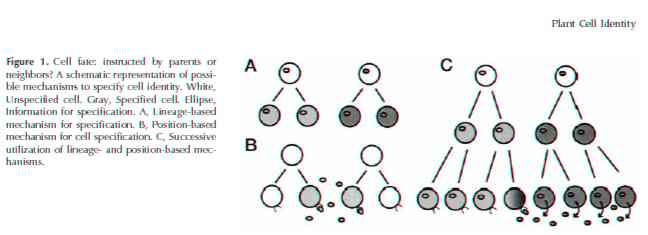 Plant Cell Identity
Figure 1. Cell fate: instructed by parents or
neighbors? A schematic representation of possi-
ble mechanisms to specify cell identity. White,
Unspecified cell. Gray, Specified cell. Ellipse,
Information for specification. A, Lineage-based
mechanism for specification. B, Position-based
mechanism for cell specification. C, Successive
utilization of lineage- and position-based mec-
hanisms.
A
B
C